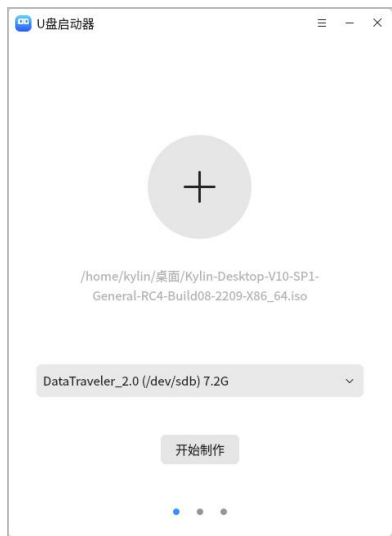 U盘启动器
/home/kylin/桌面/Kylin-Desktop-V10-SP1-
General-RC4-Build08-2209-X86_64.iso
DataTraveler_2.0 (/dev/sdb) 7.2G
开始制作